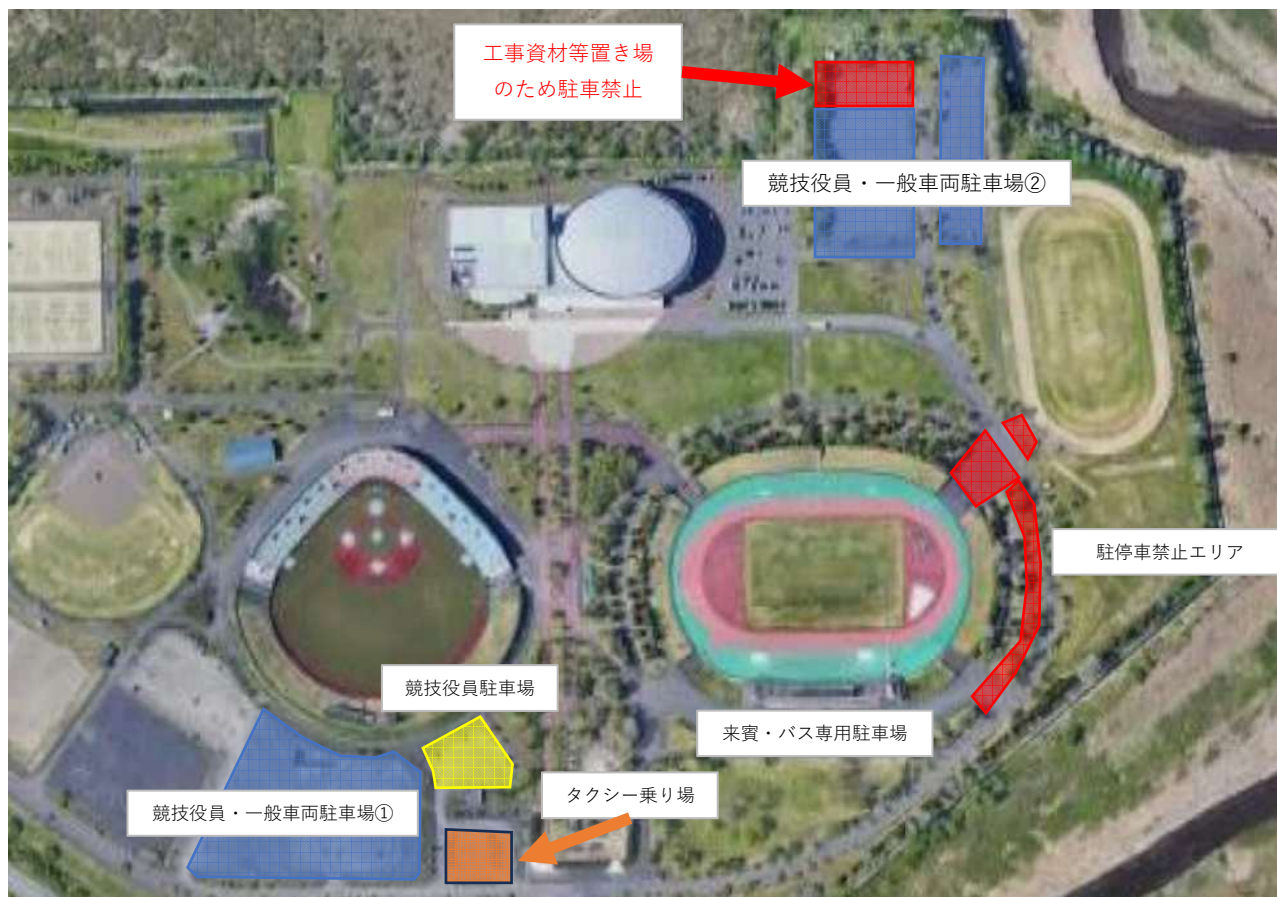 工事資材等置き場
のため駐車禁止
競技役員・一般車両駐車場②
駐停車禁止エリア
競技役員駐車場
来賓・バス専用駐車場
タクシー乗り場
競技役員・一般車両駐車場①